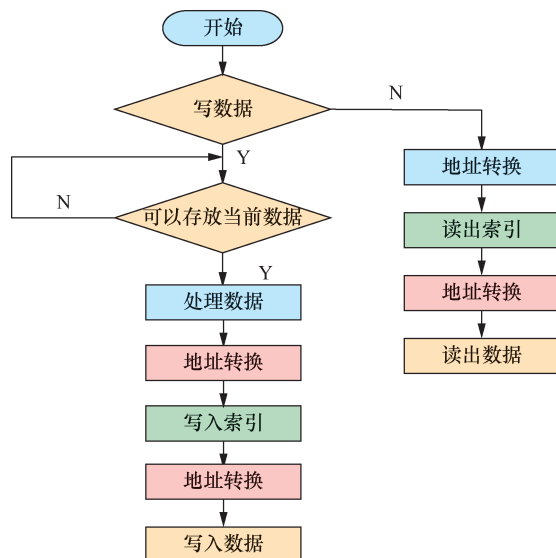 开始
写数据
N
Y
地址转换
N
可以存放当前数据
读出索引
Y
处理数据
地址转换
地址转换
读出数据
写入索引
地址转换
写入数据